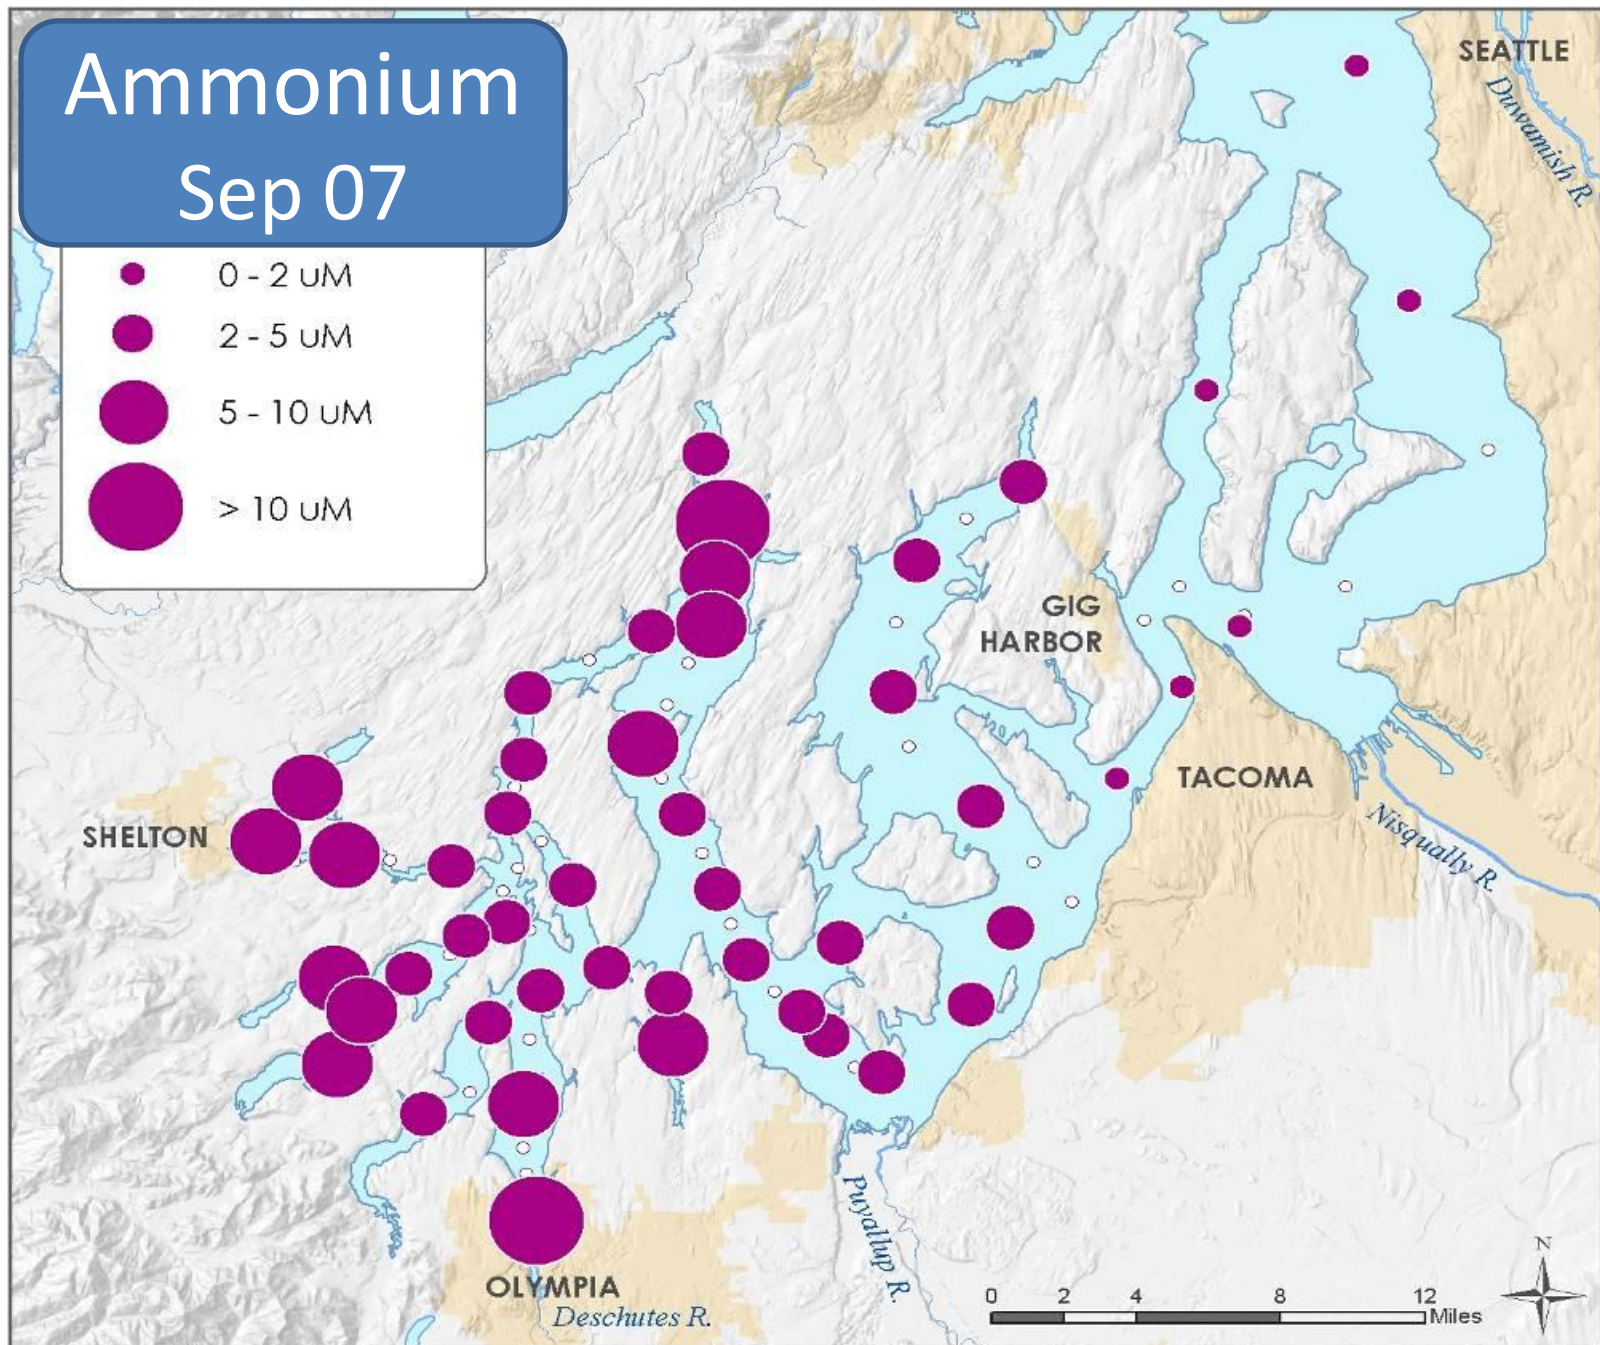 Ammonium
Sep 07
0 - 2 uM
2 - 5 uM
5 - 10 uM
> 10 uM
SEATTLE
Duwamish R.
GIG
HARBOR
TACOMA
SHELTON
Nisqually R.
Puyallup R.
OLYMPIA
Deschutes R.
N
0 2 4 8 12
Miles